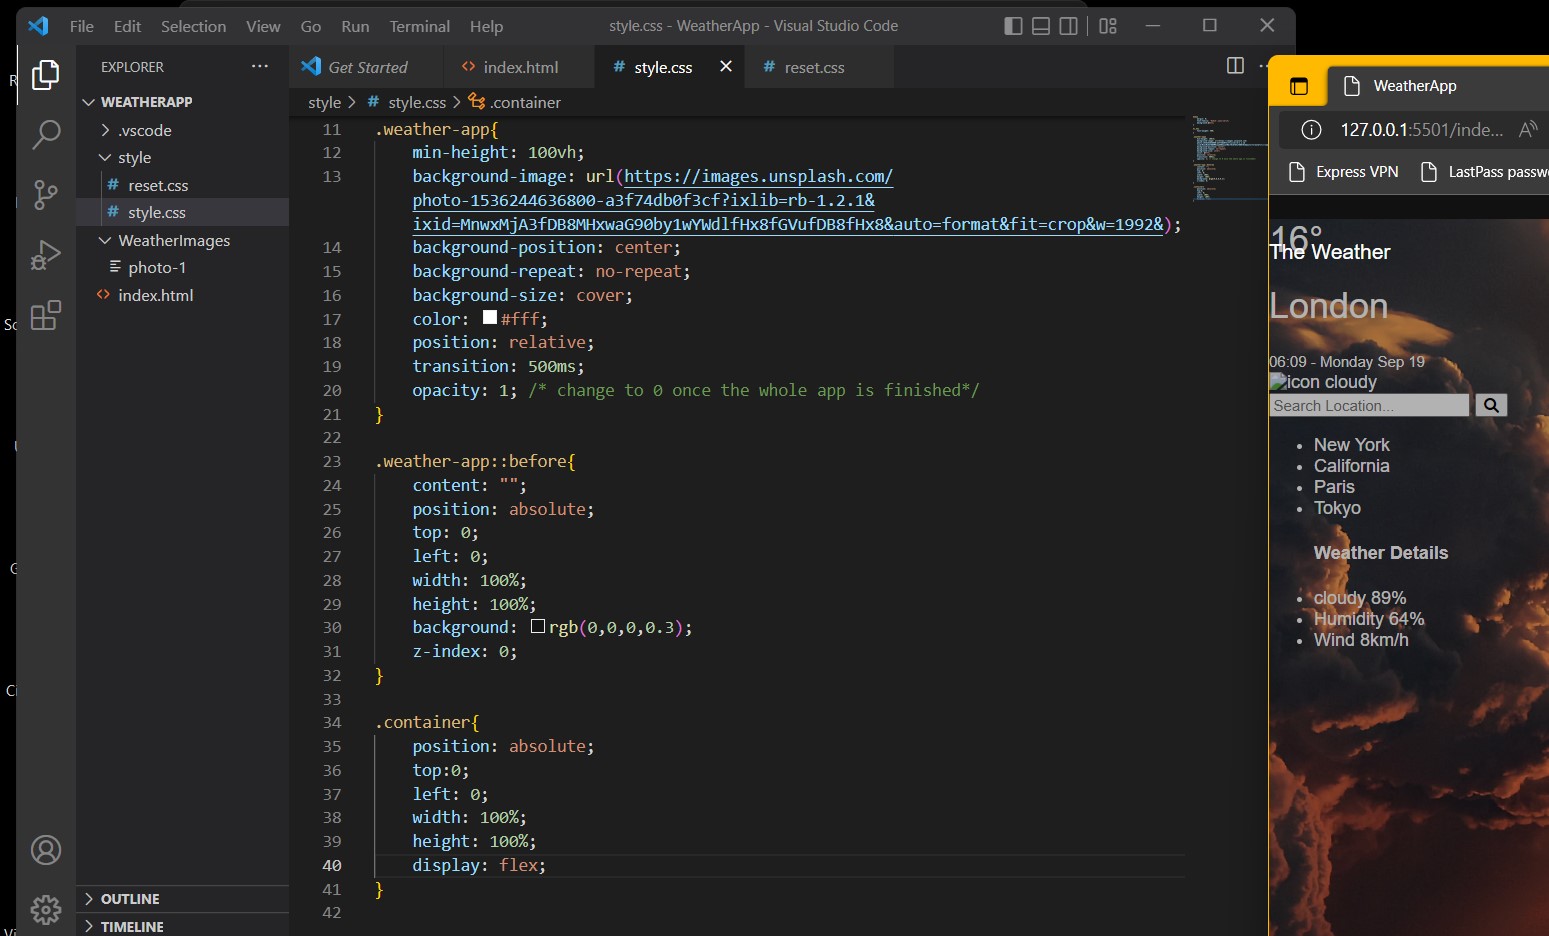 File Edit Selection View Go Run Terminal Help
style.css - WeatherApp - Visual Studio Code
EXPLORER
WEATHERAPP
.vscode
style
# reset.css
# style.css
WeatherImages
photo-1
<> index.html
OUTLINE
TIMELINE
Get Started
<> index.html
# style.css
# reset.css
style > # style.css > .container
11 .weather-app{
12 min-height: 100vh;
13 background-image: url(https://images.unsplash.com/
photo-1536244636800-a3f74db0f3cf?ixlib=rb-1.2.1&
ixid=MnwxMjA3fDB8MHxwaG90by1wYWdlfHx8fGVufDB8fHx8&auto=format&fit=crop&w=1992&);
14 background-position: center;
15 background-repeat: no-repeat;
16 background-size: cover;
17 color: #fff;
18 position: relative;
19 transition: 500ms;
20 opacity: 1; /* change to 0 once the whole app is finished*/
21 }
22
23 .weather-app::before{
24 content: "";
25 position: absolute;
26 top: 0;
27 left: 0;
28 width: 100%;
29 height: 100%;
30 background: rgb(0,0,0,0.3);
31 z-index: 0;
32 }
33
34 .container{
35 position: absolute;
36 top:0;
37 left: 0;
38 width: 100%;
39 height: 100%;
40 display: flex;
41 }
42
WeatherApp
127.0.0.1:5501/inde...
Express VPN
LastPass passw
16°
The Weather
London
06:09 - Monday Sep 19
icon cloudy
Search Location...
New York
California
Paris
Tokyo
Weather Details
cloudy 89%
Humidity 64%
Wind 8km/h